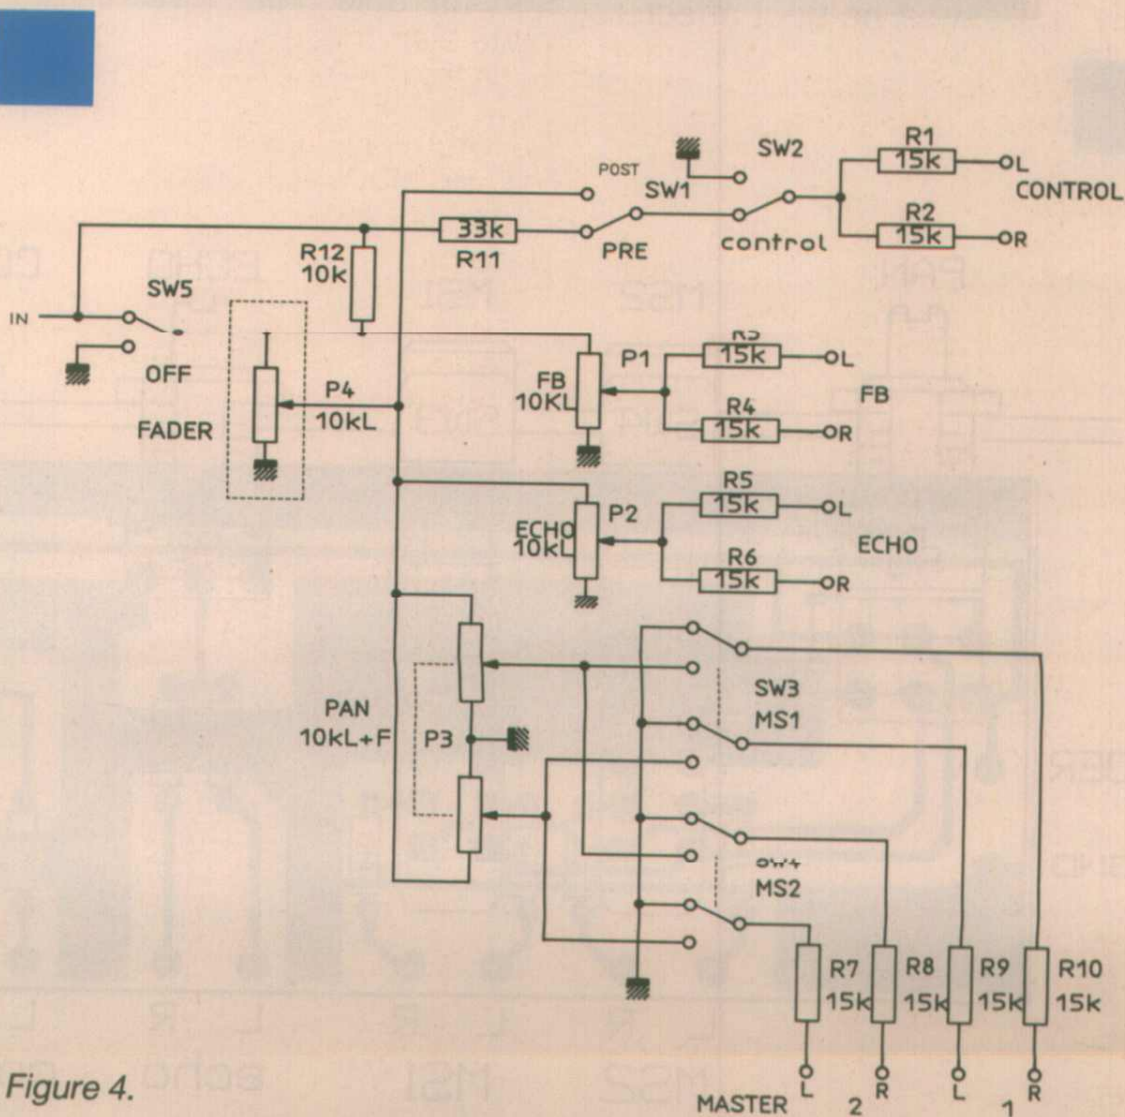 R1
15k
L
CONTROL
R2
15k
R
SW2
control
POST
SW1
PRE
33k
R11
R12
10k
IN
SW5
OFF
P4
10kL
FADER
FB
10KL
P1
15k
L
FB
R4
15k
R
ECHO
10kL
P2
R5
15k
L
ECHO
R6
15k
R
PAN
10kL+F
P3
SW3
MS1
MS2
R7
15k
R8
15k
R9
15k
R10
15k
L
R
L
R
MASTER
2
1
Figure 4.